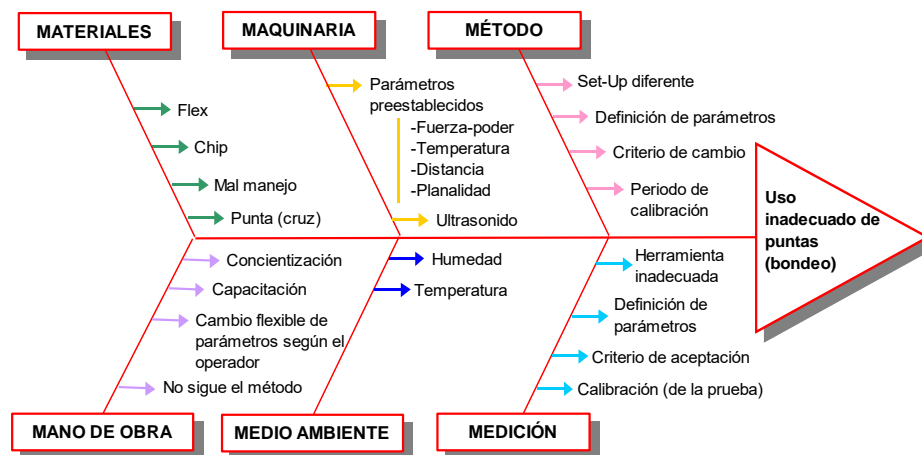 MATERIALES
MAQUINARIA
MÉTODO
Flex
Chip
Mal manejo
Punta (cruz)
Parámetros
preestablecidos
-Fuerza-poder
-Temperatura
-Distancia
-Planalidad
Ultrasonido
Set-Up diferente
Definición de parámetros
Criterio de cambio
Periodo de
calibración
Uso
inadecuado de
puntas
(bondeo)
Concientización
Capacitación
Cambio flexible de
parámetros según el
operador
No sigue el método
Humedad
Temperatura
Herramienta
inadecuada
Definición de
parámetros
Criterio de aceptación
Calibración (de la prueba)
MANO DE OBRA
MEDIO AMBIENTE
MEDICIÓN